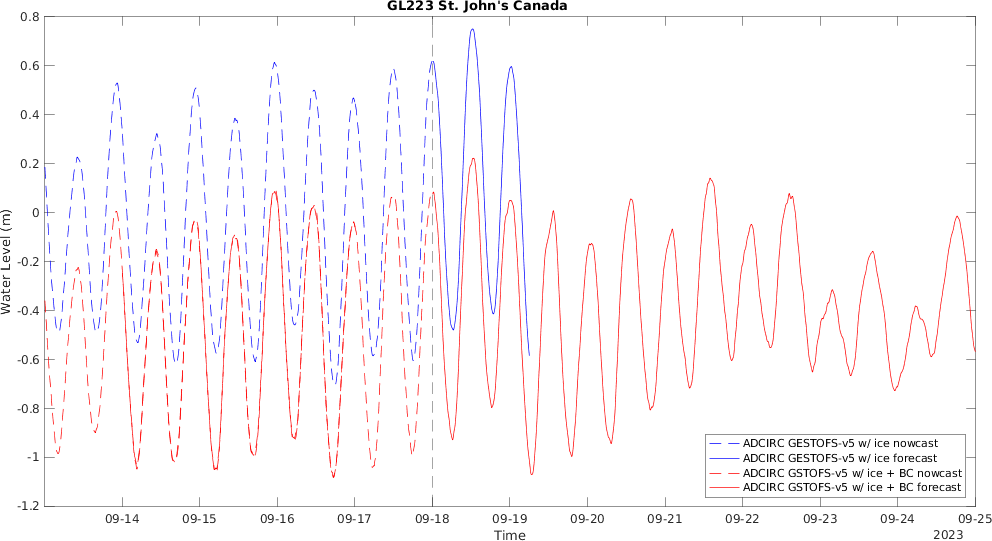 GL223 St. John's Canada
0.8
0.6
0.4
0.2
0
-0.2
-0.4
-0.6
-0.8
-1
-1.2
Water Level (m)
ADCIRC GESTOFS-v5 w/ ice nowcast
ADCIRC GESTOFS-v5 w/ ice forecast
ADCIRC GSTOFS-v5 w/ ice + BC nowcast
ADCIRC GSTOFS-v5 w/ ice + BC forecast
09-14 09-15 09-16 09-17 09-18 09-19 09-20 09-21 09-22 09-23 09-24 09-25
Time 2023